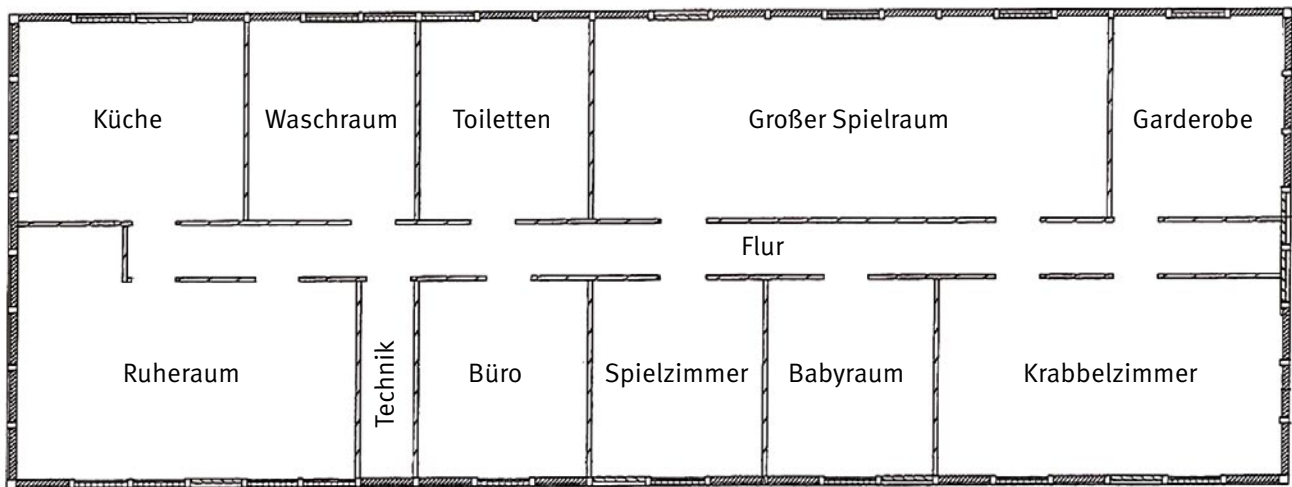 Küche
Waschraum
Toiletten
Großer Spielraum
Garderobe
Flur
Ruheraum
Technik
Büro
Spielzimmer
Babyraum
Krabbelzimmer